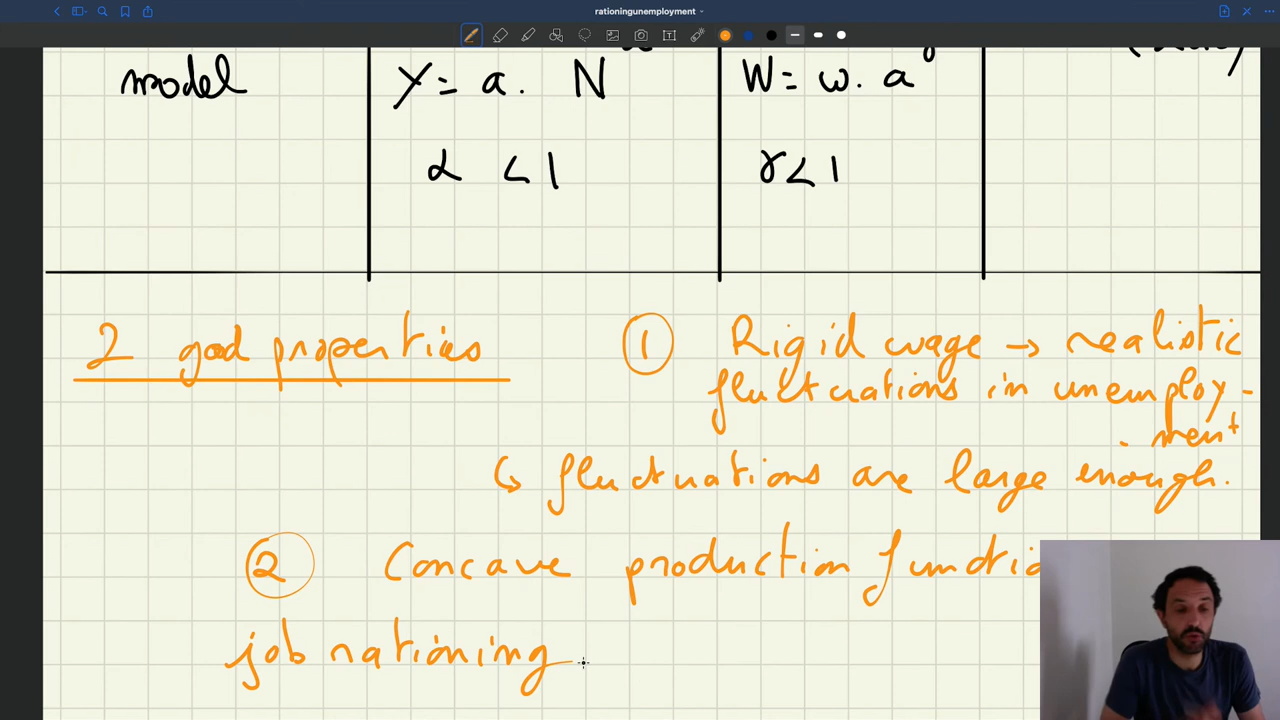 rationingunemployment
model
Y = a. N
W = ω. a^γ
α < 1
γ < 1
2 good properties
① Rigid wage → realistic
fluctuations in unemploy-
ment
↳ fluctuations are large enough.
② Concave production
job rationing